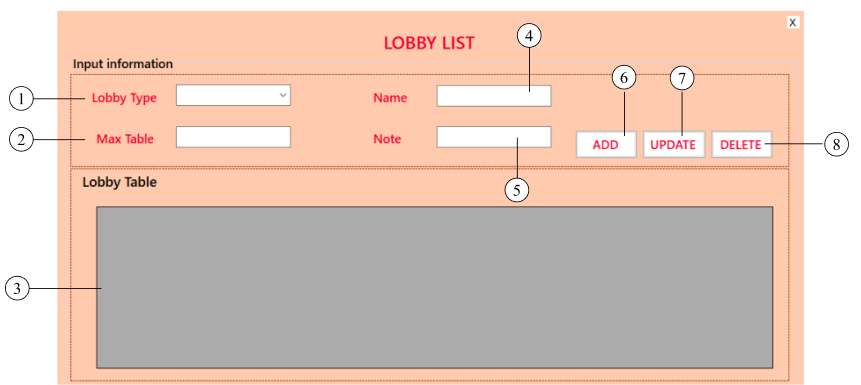 X
LOBBY LIST
Input information
1
Lobby Type
Name
4
2
Max Table
Note
5
6
7
ADD
UPDATE
DELETE
8
Lobby Table
3